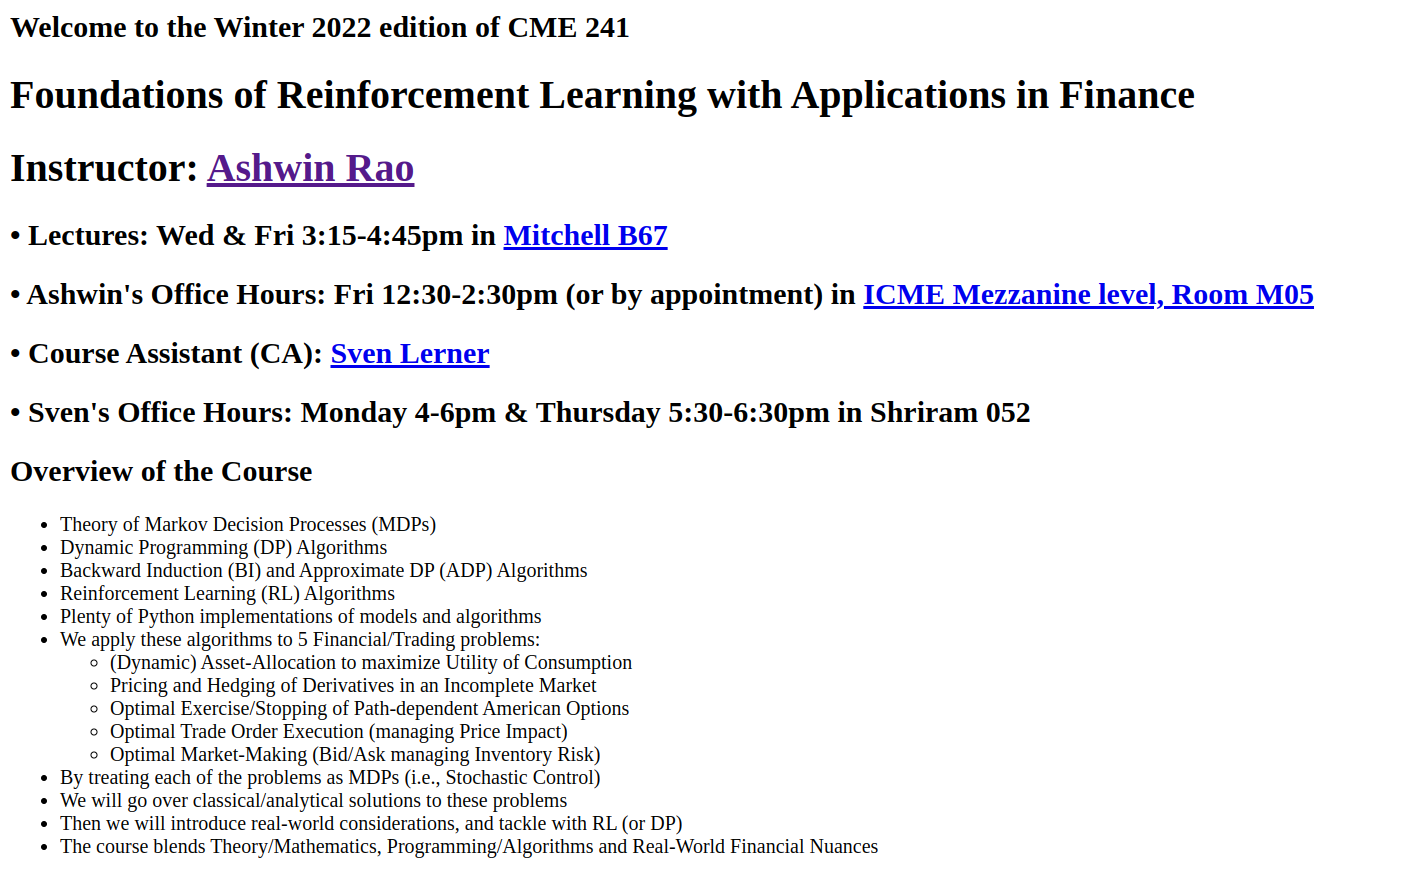 Welcome to the Winter 2022 edition of CME 241
Foundations of Reinforcement Learning with Applications in Finance
Instructor: Ashwin Rao
• Lectures: Wed & Fri 3:15-4:45pm in Mitchell B67
• Ashwin's Office Hours: Fri 12:30-2:30pm (or by appointment) in ICME Mezzanine level, Room M05
• Course Assistant (CA): Sven Lerner
• Sven's Office Hours: Monday 4-6pm & Thursday 5:30-6:30pm in Shriram 052
Overview of the Course
• Theory of Markov Decision Processes (MDPs)
• Dynamic Programming (DP) Algorithms
• Backward Induction (BI) and Approximate DP (ADP) Algorithms
• Reinforcement Learning (RL) Algorithms
• Plenty of Python implementations of models and algorithms
• We apply these algorithms to 5 Financial/Trading problems:
◦ (Dynamic) Asset-Allocation to maximize Utility of Consumption
◦ Pricing and Hedging of Derivatives in an Incomplete Market
◦ Optimal Exercise/Stopping of Path-dependent American Options
◦ Optimal Trade Order Execution (managing Price Impact)
◦ Optimal Market-Making (Bid/Ask managing Inventory Risk)
• By treating each of the problems as MDPs (i.e., Stochastic Control)
• We will go over classical/analytical solutions to these problems
• Then we will introduce real-world considerations, and tackle with RL (or DP)
• The course blends Theory/Mathematics, Programming/Algorithms and Real-World Financial Nuances